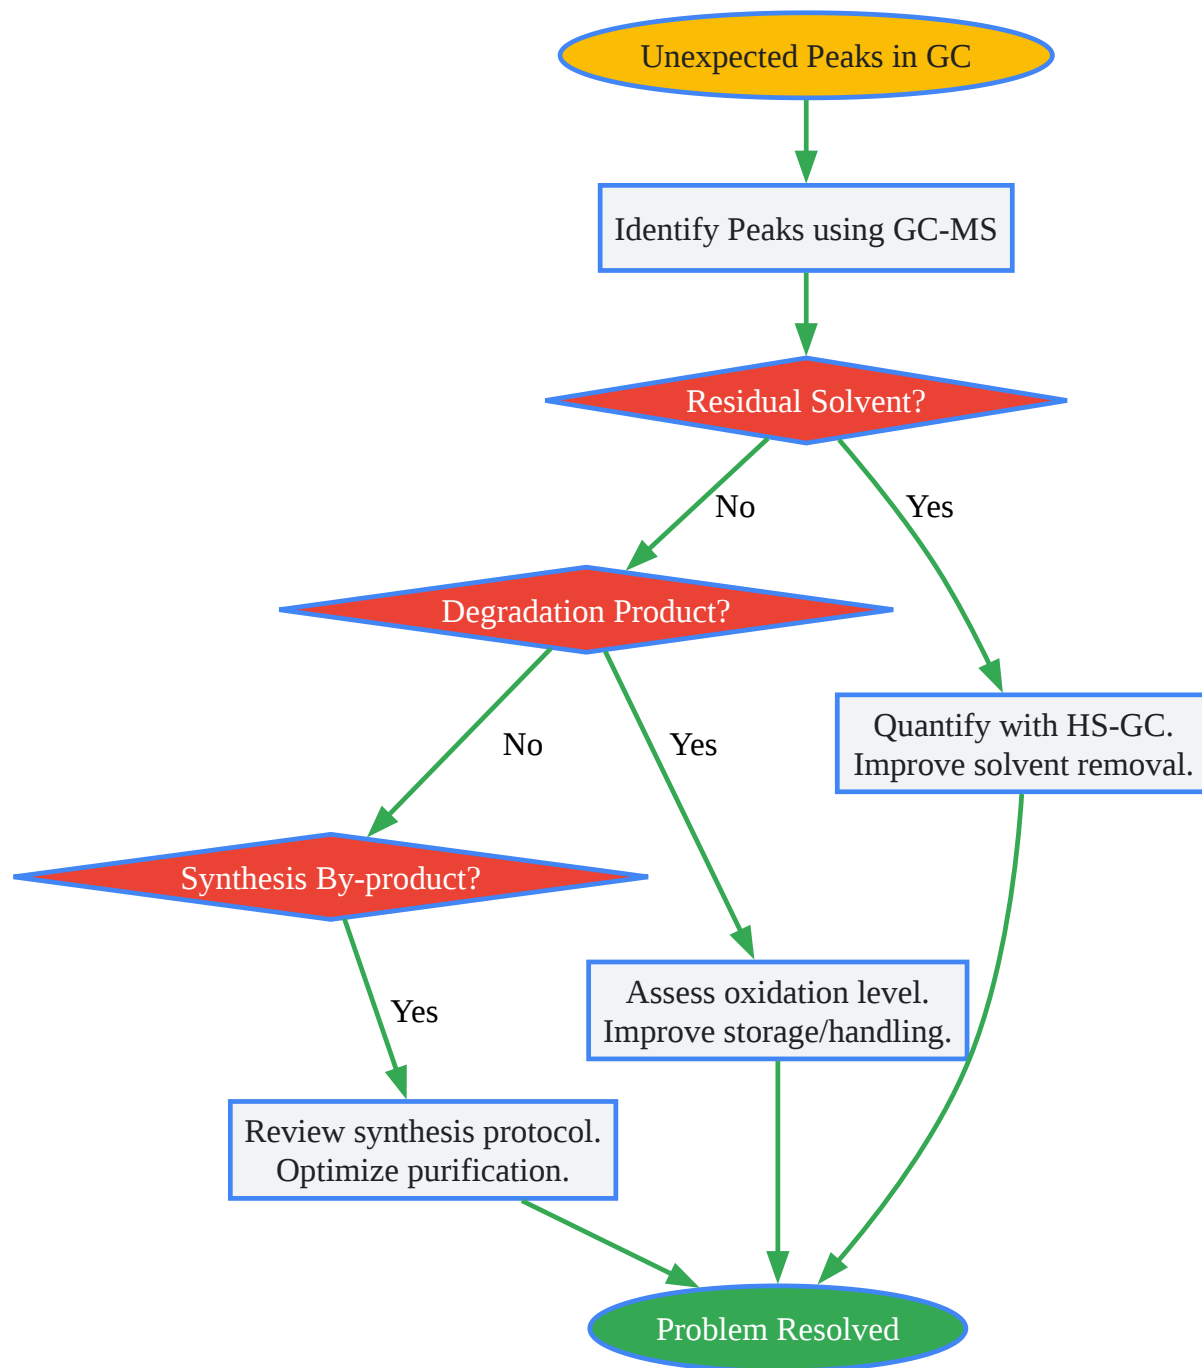 Unexpected Peaks in GC
Identify Peaks using GC-MS
Residual Solvent?
No
Yes
Degradation Product?
Quantify with HS-GC.
Improve solvent removal.
No
Yes
Synthesis By-product?
Assess oxidation level.
Improve storage/handling.
Yes
Review synthesis protocol.
Optimize purification.
Problem Resolved